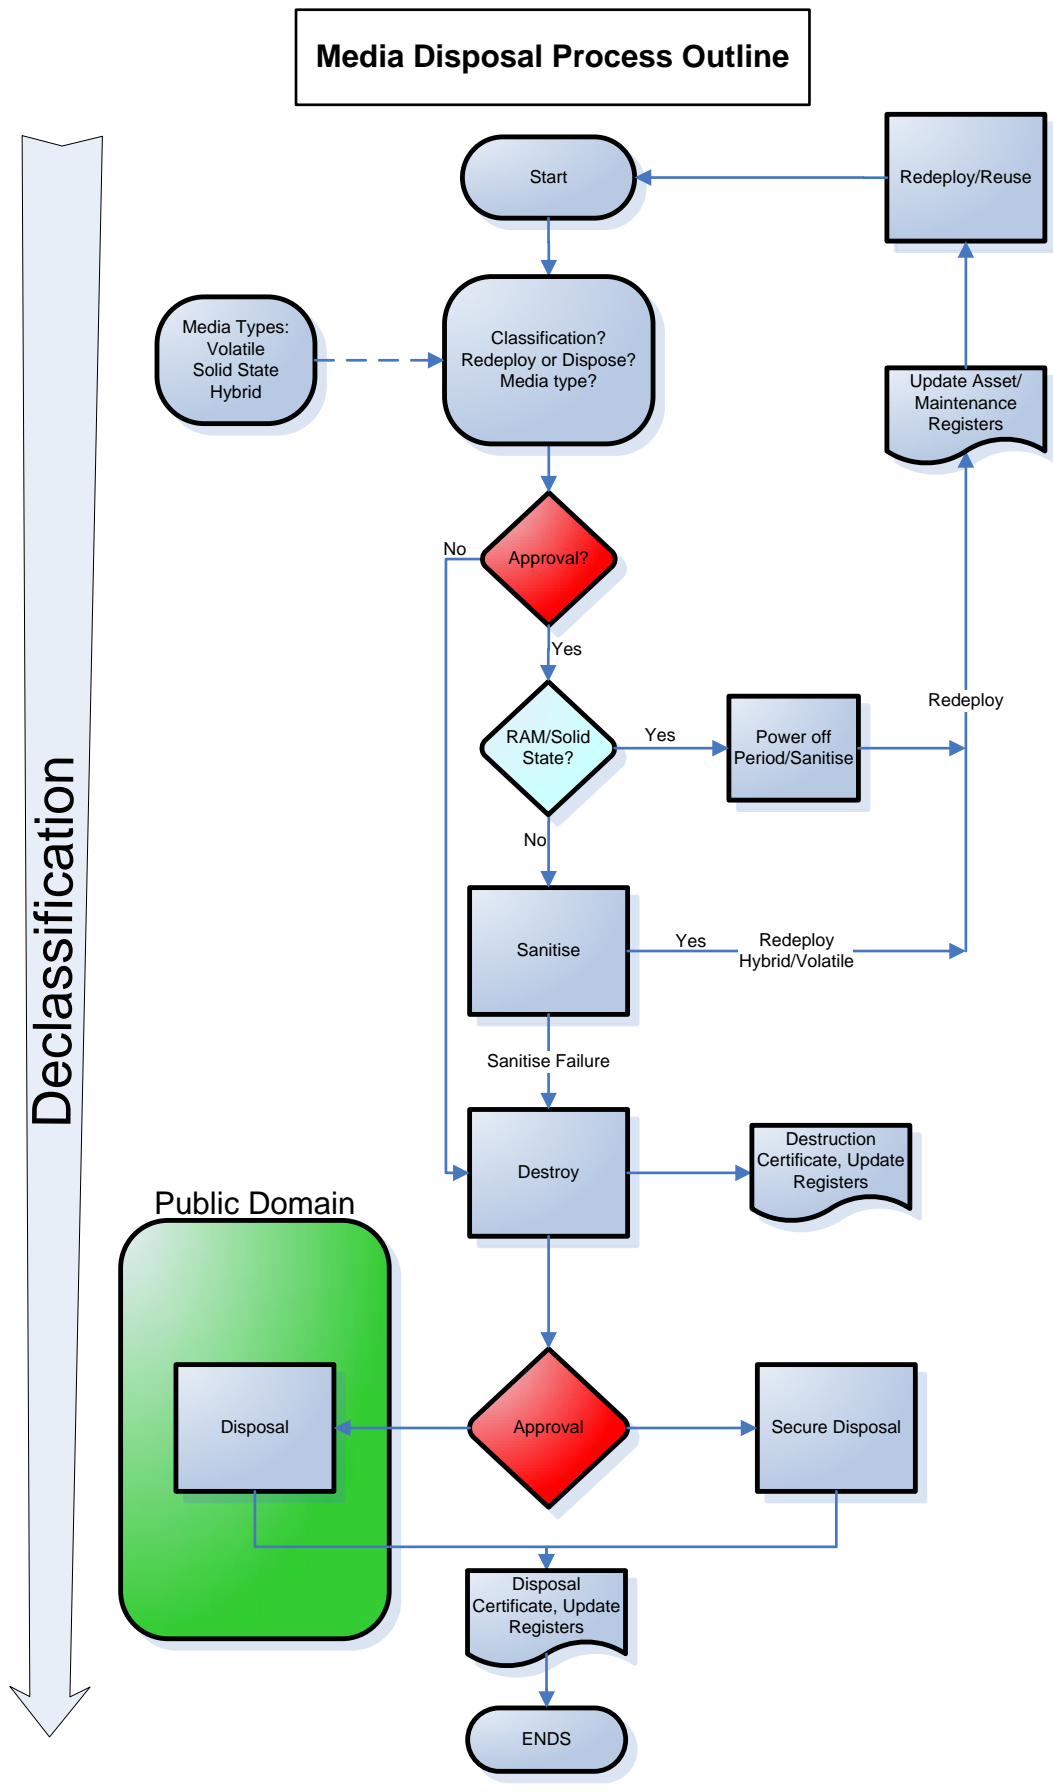 Media Disposal Process Outline
Start
Redeploy/Reuse
Media Types:
Volatile
Solid State
Hybrid
Classification?
Redeploy or Dispose?
Media type?
Update Asset/
Maintenance
Registers
No
Approval?
Yes
Redeploy
RAM/Solid
State?
Yes
Power off
Period/Sanitise
No
Sanitise
Yes
Redeploy
Hybrid/Volatile
Declassification
Sanitise Failure
Destroy
Destruction
Certificate, Update
Registers
Public Domain
Disposal
Approval
Secure Disposal
Disposal
Certificate, Update
Registers
ENDS